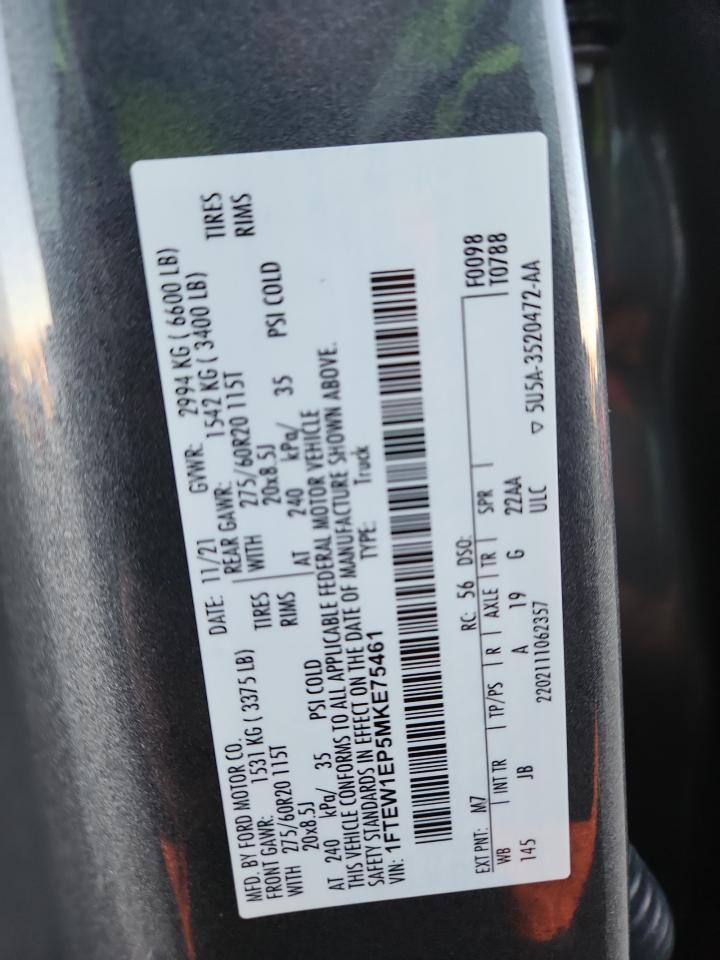 MFD. BY FORD MOTOR CO. DATE: 11/21 GVWR: 2994 KG ( 6600 LB)
FRONT GAWR: 1531 KG ( 3375 LB) REAR GAWR: 1542 KG ( 3400 LB)
WITH 275/60R20 115T TIRES WITH 275/60R20 115T TIRES
20x8.5J RIMS 20x8.5J RIMS
AT 240 kPa/ 35 PSI COLD AT 240 kPa/ 35 PSI COLD
THIS VEHICLE CONFORMS TO ALL APPLICABLE FEDERAL MOTOR VEHICLE
SAFETY STANDARDS IN EFFECT ON THE DATE OF MANUFACTURE SHOWN ABOVE.
VIN: 1FTEW1EP5MKE75461 TYPE: Truck
EXT PNT: M7 RC: 56 DSO: F0098
WB INT TR TP/PS R AXLE TR SPR T0788
145 JB A 19 G 22AA
2202111062357 ULC ▽ 5U5A-3520472-AA